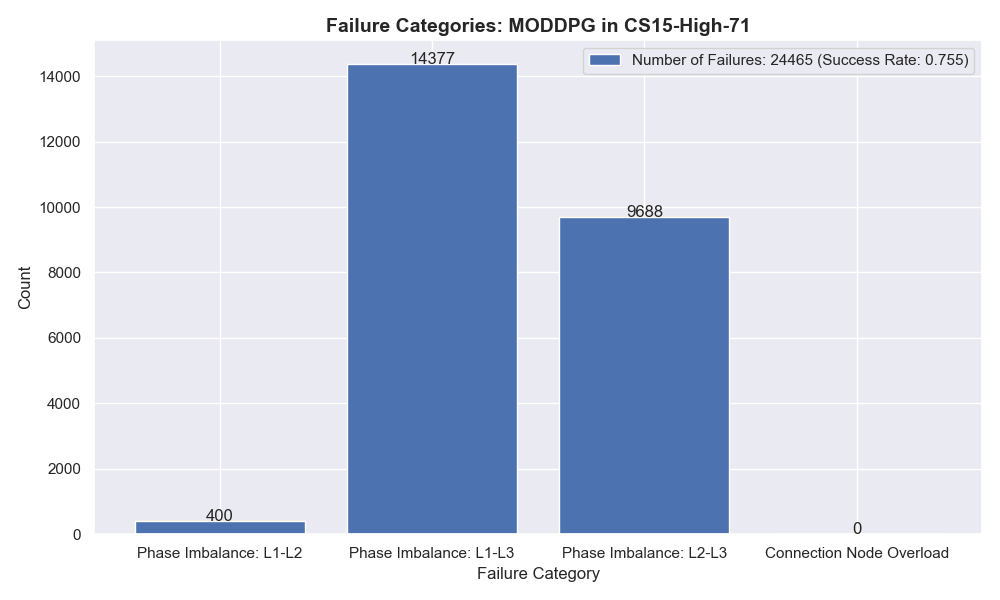 Failure Categories: MODDPG in CS15-High-71
Number of Failures: 24465 (Success Rate: 0.755)
14000
12000
10000
8000
6000
4000
2000
0
Count
400
14377
9688
0
Phase Imbalance: L1-L2
Phase Imbalance: L1-L3
Phase Imbalance: L2-L3
Connection Node Overload
Failure Category